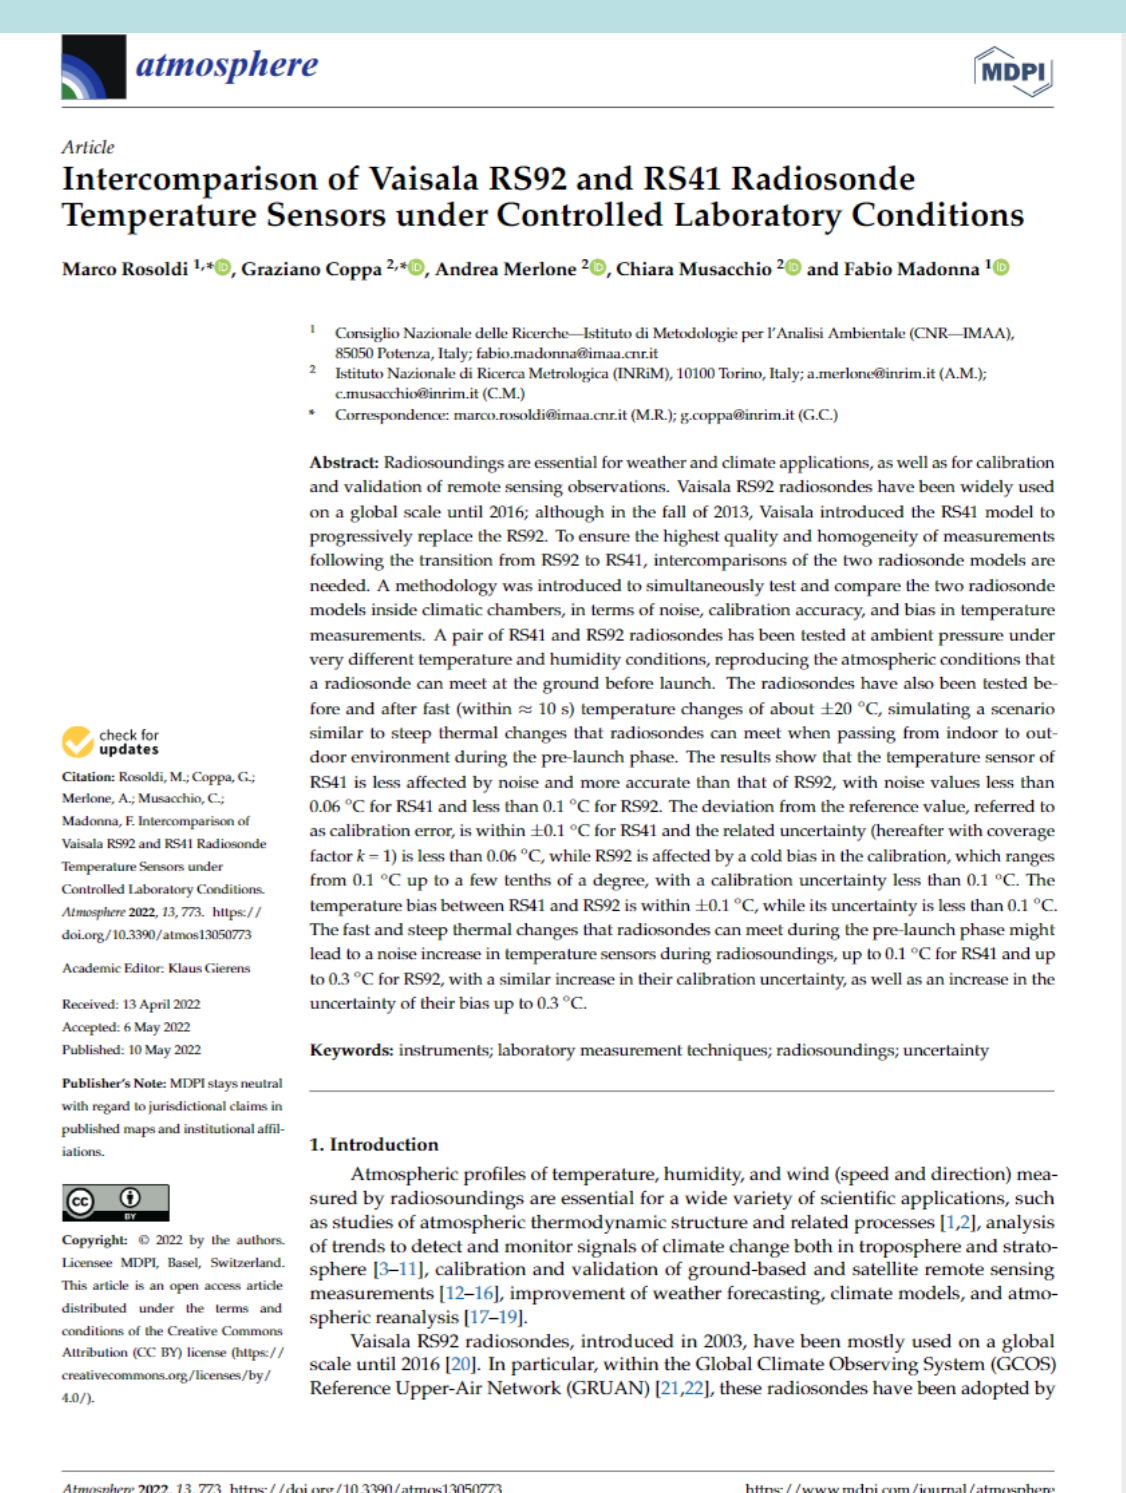 atmosphere
MDPI
Article
Intercomparison of Vaisala RS92 and RS41 Radiosonde
Temperature Sensors under Controlled Laboratory Conditions
Marco Rosoldi 1,*, Graziano Coppa 2,*, Andrea Merlone 2, Chiara Musacchio 2 and Fabio Madonna 1
1 Consiglio Nazionale delle Ricerche—Istituto di Metodologie per l'Analisi Ambientale (CNR—IMAA),
85050 Potenza, Italy; fabio.madonna@imaa.cnr.it
2 Istituto Nazionale di Ricerca Metrologica (INRiM), 10100 Torino, Italy; a.merlone@inrim.it (A.M.);
c.musacchio@inrim.it (C.M.)
* Correspondence: marco.rosoldi@imaa.cnr.it (M.R.); g.coppa@inrim.it (G.C.)
Abstract: Radiosoundings are essential for weather and climate applications, as well as for calibration
and validation of remote sensing observations. Vaisala RS92 radiosondes have been widely used
on a global scale until 2016; although in the fall of 2013, Vaisala introduced the RS41 model to
progressively replace the RS92. To ensure the highest quality and homogeneity of measurements
following the transition from RS92 to RS41, intercomparisons of the two radiosonde models are
needed. A methodology was introduced to simultaneously test and compare the two radiosonde
models inside climatic chambers, in terms of noise, calibration accuracy, and bias in temperature
measurements. A pair of RS41 and RS92 radiosondes has been tested at ambient pressure under
very different temperature and humidity conditions, reproducing the atmospheric conditions that
a radiosonde can meet at the ground before launch. The radiosondes have also been tested be-
fore and after fast (within ≈ 10 s) temperature changes of about ±20 °C, simulating a scenario
similar to steep thermal changes that radiosondes can meet when passing from indoor to out-
door environment during the pre-launch phase. The results show that the temperature sensor of
RS41 is less affected by noise and more accurate than that of RS92, with noise values less than
0.06 °C for RS41 and less than 0.1 °C for RS92. The deviation from the reference value, referred to
as calibration error, is within ±0.1 °C for RS41 and the related uncertainty (hereafter with coverage
factor k = 1) is less than 0.06 °C, while RS92 is affected by a cold bias in the calibration, which ranges
from 0.1 °C up to a few tenths of a degree, with a calibration uncertainty less than 0.1 °C. The
temperature bias between RS41 and RS92 is within ±0.1 °C, while its uncertainty is less than 0.1 °C.
The fast and steep thermal changes that radiosondes can meet during the pre-launch phase might
lead to a noise increase in temperature sensors during radiosoundings, up to 0.1 °C for RS41 and up
to 0.3 °C for RS92, with a similar increase in their calibration uncertainty, as well as an increase in the
uncertainty of their bias up to 0.3 °C.
Keywords: instruments; laboratory measurement techniques; radiosoundings; uncertainty
check for
updates
Citation: Rosoldi, M.; Coppa, G.;
Merlone, A.; Musacchio, C.;
Madonna, F. Intercomparison of
Vaisala RS92 and RS41 Radiosonde
Temperature Sensors under
Controlled Laboratory Conditions.
Atmosphere 2022, 13, 773. https://
doi.org/10.3390/atmos13050773
Academic Editor: Klaus Gierens
Received: 13 April 2022
Accepted: 6 May 2022
Published: 10 May 2022
Publisher's Note: MDPI stays neutral
with regard to jurisdictional claims in
published maps and institutional affil-
iations.
cc
BY
Copyright: © 2022 by the authors.
Licensee MDPI, Basel, Switzerland.
This article is an open access article
distributed under the terms and
conditions of the Creative Commons
Attribution (CC BY) license (https://
creativecommons.org/licenses/by/
4.0/).
1. Introduction
Atmospheric profiles of temperature, humidity, and wind (speed and direction) mea-
sured by radiosoundings are essential for a wide variety of scientific applications, such
as studies of atmospheric thermodynamic structure and related processes [1,2], analysis
of trends to detect and monitor signals of climate change both in troposphere and strato-
sphere [3–11], calibration and validation of ground-based and satellite remote sensing
measurements [12–16], improvement of weather forecasting, climate models, and atmo-
spheric reanalysis [17–19].
Vaisala RS92 radiosondes, introduced in 2003, have been mostly used on a global
scale until 2016 [20]. In particular, within the Global Climate Observing System (GCOS)
Reference Upper-Air Network (GRUAN) [21,22], these radiosondes have been adopted by
Atmosphere 2022, 13, 773. https://doi.org/10.3390/atmos13050773
https://www.mdpi.com/journal/atmosphere